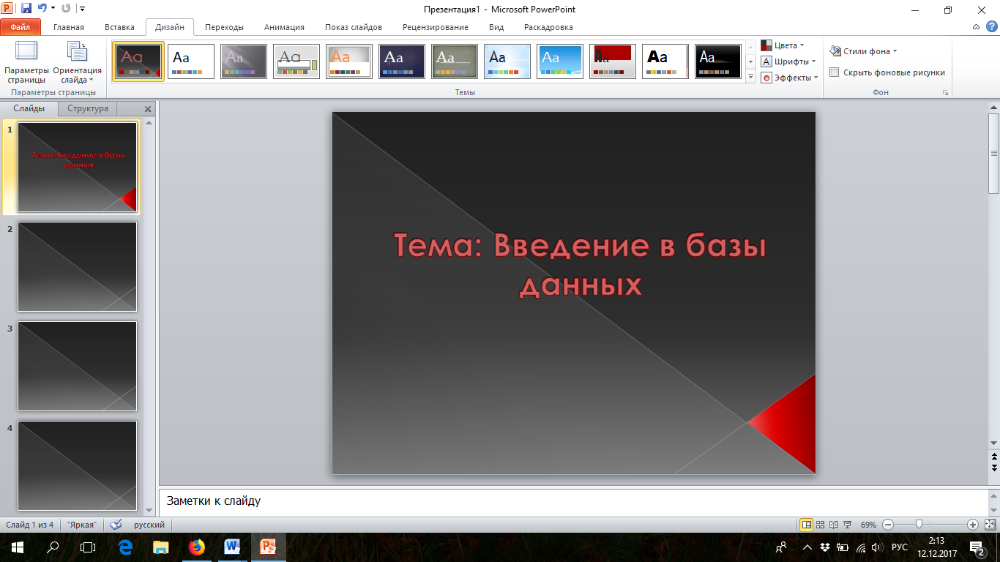 Презентация1 - Microsoft PowerPoint
Файл Главная Вставка Дизайн Переходы Анимация Показ слайдов Рецензирование Вид Раскадровка
Параметры страницы
Ориентация слайда
Параметры страницы
Aa Aa Aa Aa Aa Aa Aa Aa Aa Aa Aa Aa
Темы
Цвета
Шрифты
Эффекты
Стили фона
Скрыть фоновые рисунки
Фон
Слайды Структура
1
Тема: Введение в базы
данных
2
3
4
Тема: Введение в базы
данных
Заметки к слайду
Слайд 1 из 4 "Яркая" русский 69%
РУС 2:13
12.12.2017
2